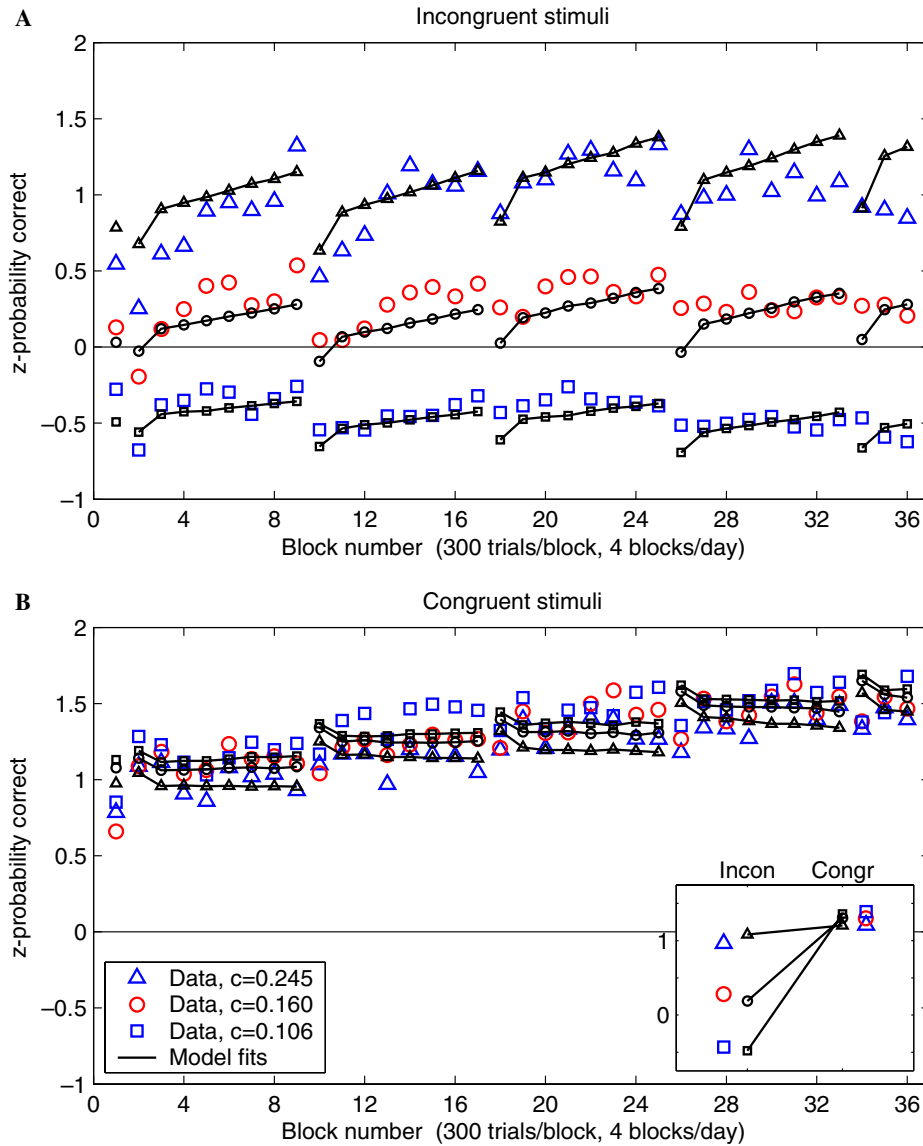 A
Incongruent stimuli
z-probability correct
2
1.5
1
0.5
0
−0.5
−1
0 4 8 12 16 20 24 28 32 36
Block number (300 trials/block, 4 blocks/day)
B
Congruent stimuli
z-probability correct
2
1.5
1
0.5
0
−0.5
−1
Incon Congr
1
0
Data, c=0.245
Data, c=0.160
Data, c=0.106
Model fits
0 4 8 12 16 20 24 28 32 36
Block number (300 trials/block, 4 blocks/day)